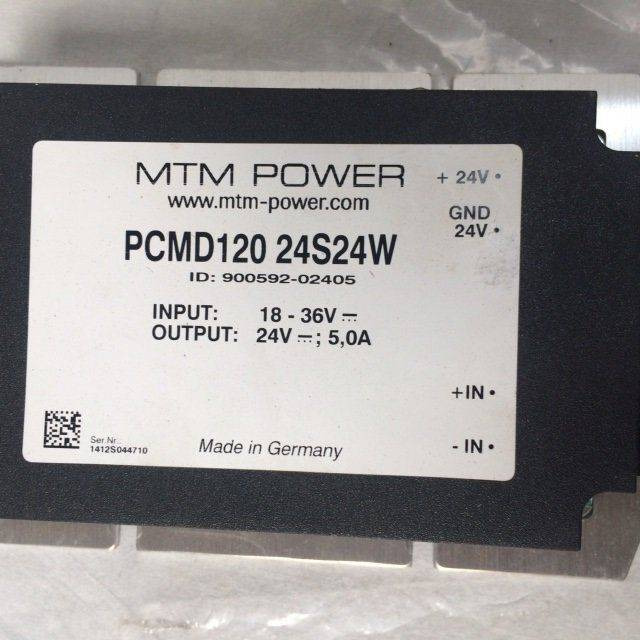 MTM POWER
www.mtm-power.com
PCMD120 24S24W
ID: 900592-02405
INPUT: 18 - 36V ⎓
OUTPUT: 24V ⎓; 5,0A
+ 24V •
GND
24V •
+IN •
- IN •
Ser.Nr.:
1412S044710
Made in Germany